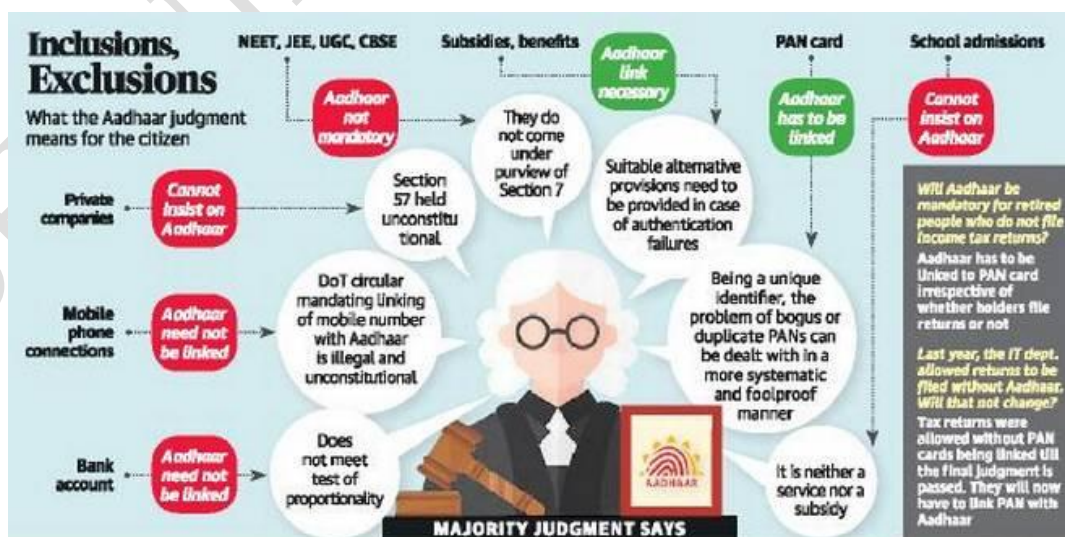 Inclusions,
Exclusions
What the Aadhaar judgment
means for the citizen
NEET, JEE, UGC, CBSE
Aadhaar
not
mandatory
They do
not come
under
purview of
Section 7
Subsidies, benefits
Aadhaar
link
necessary
Suitable alternative
provisions need to
be provided in case
of authentication
failures
PAN card
Aadhaar
has to be
linked
Being a unique
identifier, the
problem of bogus or
duplicate PANs can
be dealt with in a
more systematic
and foolproof
manner
School admissions
Cannot
insist on
Aadhaar
It is neither a
service nor a
subsidy
Private
companies
Cannot
insist on
Aadhaar
Section
57 held
unconstitu
tional
Mobile
phone
connections
Aadhaar
need not
be linked
DoT circular
mandating linking
of mobile number
with Aadhaar
is illegal and
unconstitutional
Bank
account
Aadhaar
need not
be linked
Does
not meet
test of
proportionality
AADHAAR
MAJORITY JUDGMENT SAYS
Will Aadhaar be
mandatory for retired
people who do not file
income tax returns?
Aadhaar has to be
linked to PAN card
irrespective of
whether holders file
returns or not
Last year, the IT dept.
allowed returns to be
filed without Aadhaar.
Will that not change?
Tax returns were
allowed without PAN
cards being linked till
the final judgment is
passed. They will now
have to link PAN with
Aadhaar